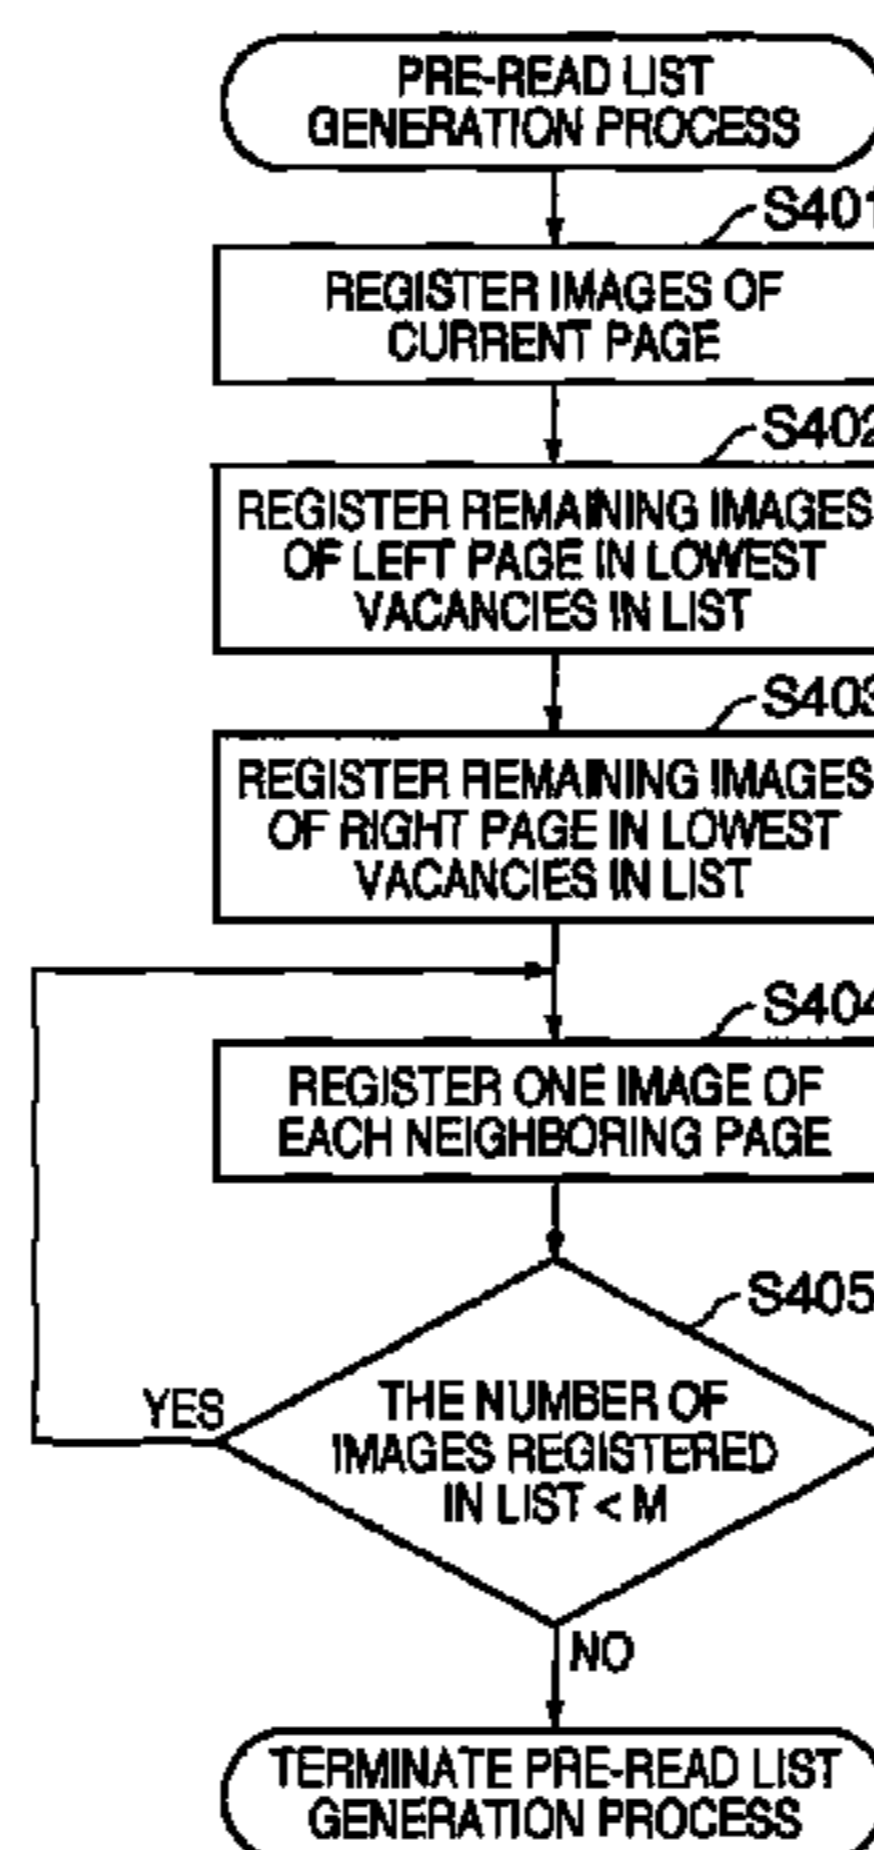 PRE-READ LIST
GENERATION PROCESS
S401
REGISTER IMAGES OF
CURRENT PAGE
S402
REGISTER REMAINING IMAGES
OF LEFT PAGE IN LOWEST
VACANCIES IN LIST
S403
REGISTER REMAINING IMAGES
OF RIGHT PAGE IN LOWEST
VACANCIES IN LIST
S404
REGISTER ONE IMAGE OF
EACH NEIGHBORING PAGE
S405
THE NUMBER OF
IMAGES REGISTERED
IN LIST < M
YES
NO
TERMINATE PRE-READ LIST
GENERATION PROCESS